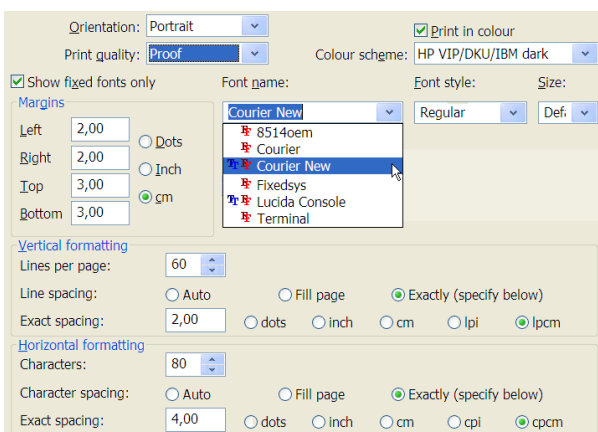 Orientation: Portrait
Print in colour
Print quality: Proof
Colour scheme: HP VIP/DKU/IBM dark
Show fixed fonts only
Font name:
Font style:
Size:
Margins
Courier New
Regular
Left 2,00
8514oem
Dots
Courier
Right 2,00
Courier New
Inch
Fixedsys
Top 3,00
cm
Lucida Console
Bottom 3,00
Terminal
Vertical formatting
Lines per page: 60
Line spacing: Auto Fill page Exactly (specify below)
Exact spacing: 2,00 dots inch cm lpi lpcm
Horizontal formatting
Characters: 80
Character spacing: Auto Fill page Exactly (specify below)
Exact spacing: 4,00 dots inch cm cpi cpcm